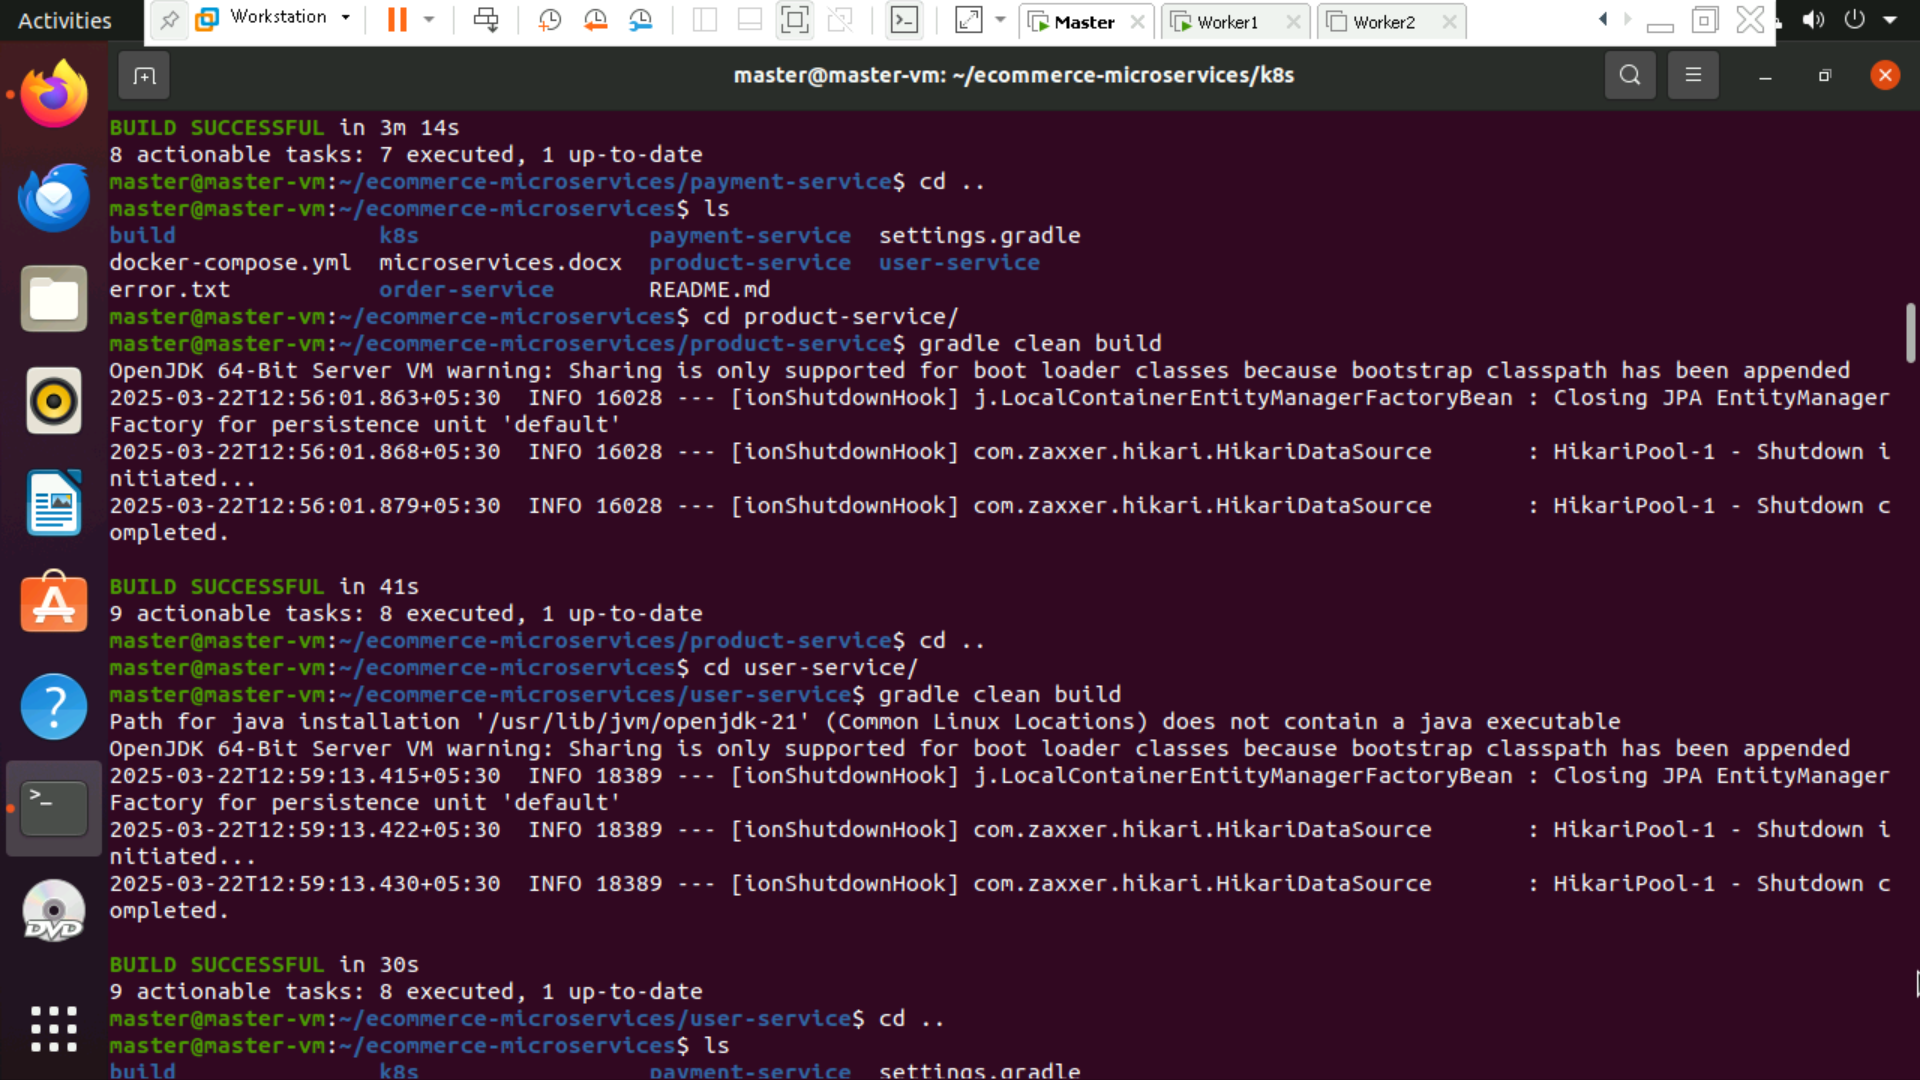 Activities
Workstation
Master
Worker1
Worker2
master@master-vm: ~/ecommerce-microservices/k8s
BUILD SUCCESSFUL in 3m 14s
8 actionable tasks: 7 executed, 1 up-to-date
master@master-vm:~/ecommerce-microservices/payment-service$ cd ..
master@master-vm:~/ecommerce-microservices$ ls
build k8s payment-service settings.gradle
docker-compose.yml microservices.docx product-service user-service
error.txt order-service README.md
master@master-vm:~/ecommerce-microservices$ cd product-service/
master@master-vm:~/ecommerce-microservices/product-service$ gradle clean build
OpenJDK 64-Bit Server VM warning: Sharing is only supported for boot loader classes because bootstrap classpath has been appended
2025-03-22T12:56:01.863+05:30  INFO 16028 --- [ionShutdownHook] j.LocalContainerEntityManagerFactoryBean : Closing JPA EntityManager
Factory for persistence unit 'default'
2025-03-22T12:56:01.868+05:30  INFO 16028 --- [ionShutdownHook] com.zaxxer.hikari.HikariDataSource       : HikariPool-1 - Shutdown i
nitiated...
2025-03-22T12:56:01.879+05:30  INFO 16028 --- [ionShutdownHook] com.zaxxer.hikari.HikariDataSource       : HikariPool-1 - Shutdown c
ompleted.
BUILD SUCCESSFUL in 41s
9 actionable tasks: 8 executed, 1 up-to-date
master@master-vm:~/ecommerce-microservices/product-service$ cd ..
master@master-vm:~/ecommerce-microservices$ cd user-service/
master@master-vm:~/ecommerce-microservices/user-service$ gradle clean build
Path for java installation '/usr/lib/jvm/openjdk-21' (Common Linux Locations) does not contain a java executable
OpenJDK 64-Bit Server VM warning: Sharing is only supported for boot loader classes because bootstrap classpath has been appended
2025-03-22T12:59:13.415+05:30  INFO 18389 --- [ionShutdownHook] j.LocalContainerEntityManagerFactoryBean : Closing JPA EntityManager
Factory for persistence unit 'default'
2025-03-22T12:59:13.422+05:30  INFO 18389 --- [ionShutdownHook] com.zaxxer.hikari.HikariDataSource       : HikariPool-1 - Shutdown i
nitiated...
2025-03-22T12:59:13.430+05:30  INFO 18389 --- [ionShutdownHook] com.zaxxer.hikari.HikariDataSource       : HikariPool-1 - Shutdown c
ompleted.
BUILD SUCCESSFUL in 30s
9 actionable tasks: 8 executed, 1 up-to-date
master@master-vm:~/ecommerce-microservices/user-service$ cd ..
master@master-vm:~/ecommerce-microservices$ ls
build k8s payment-service settings.gradle
DVD